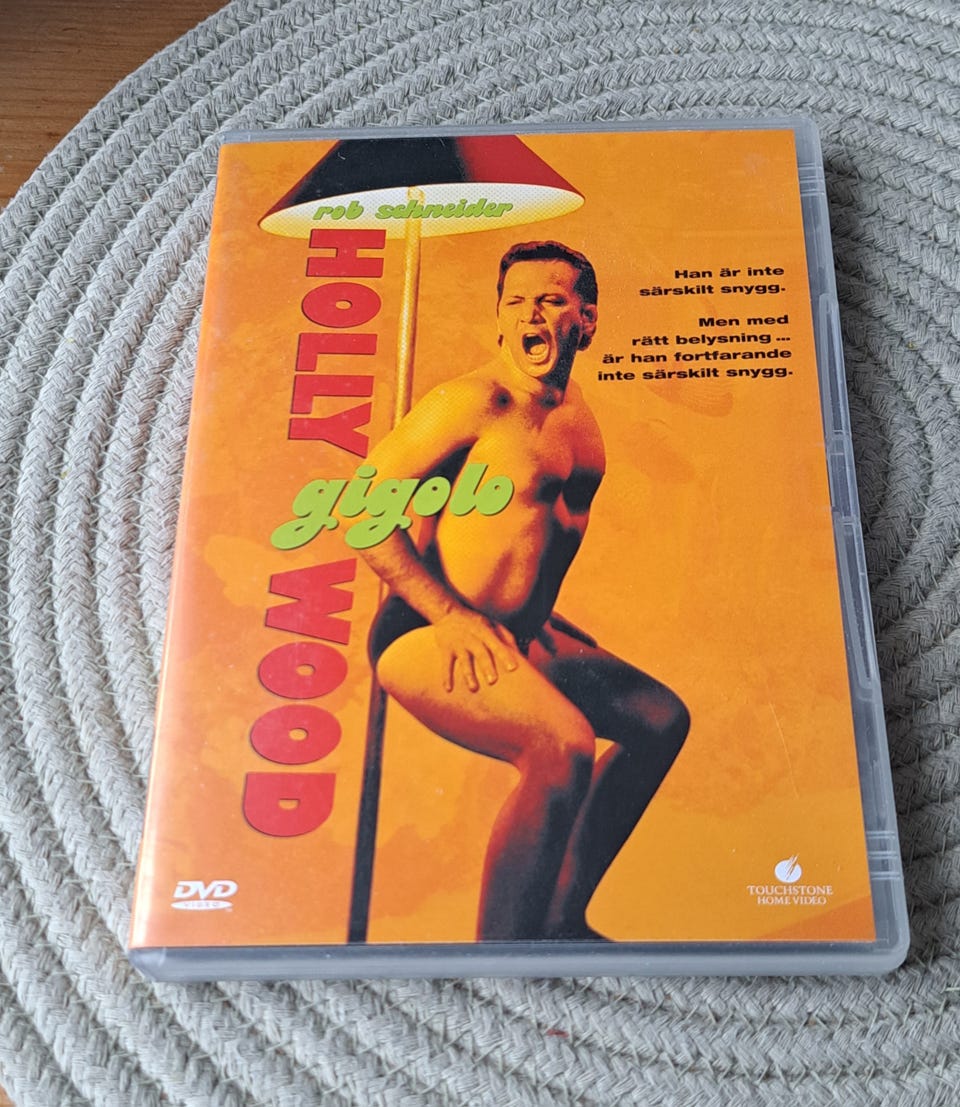 rob schneider
HOLLY
gigolo
WOOD
Han är inte
särskilt snygg.
Men med
rätt belysning ...
är han fortfarande
inte särskilt snygg.
DVD
VIDEO
TOUCHSTONE
HOME VIDEO